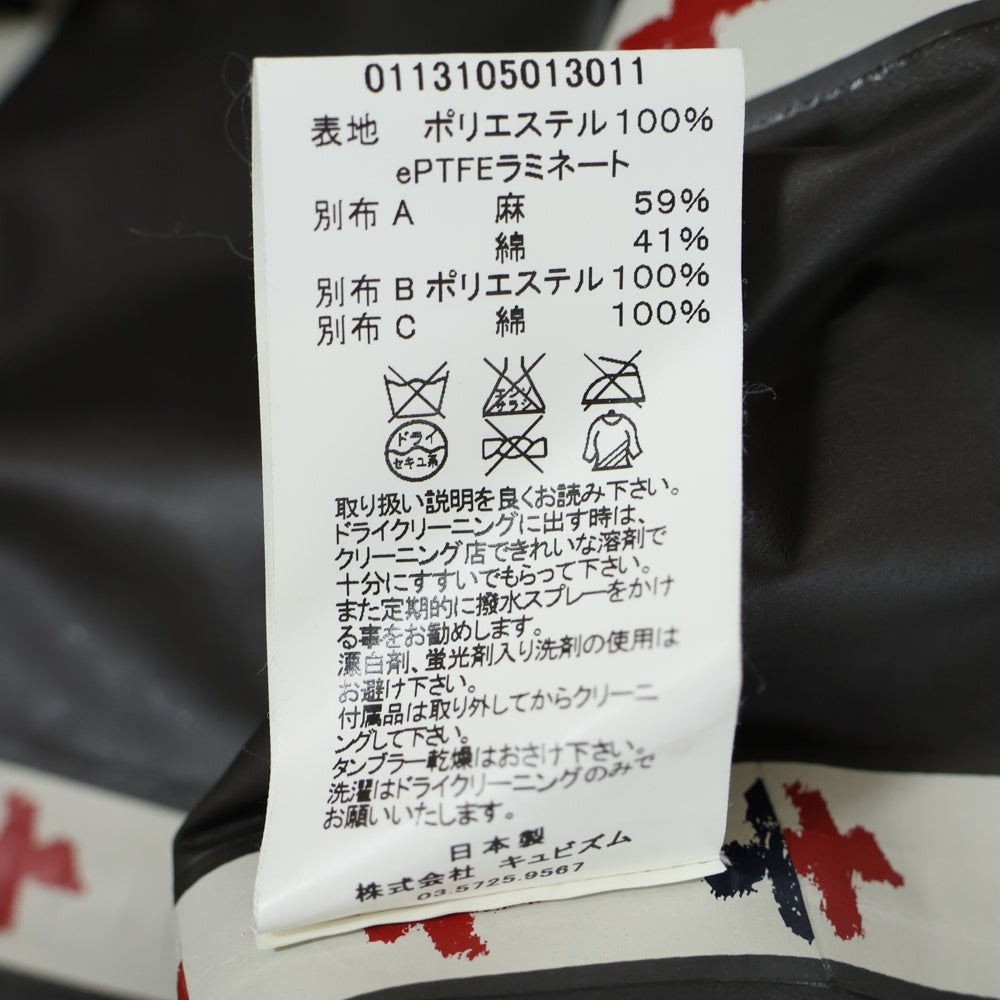 0113105013011
表地 ポリエステル100%
ePTFEラミネート
別布 A 麻 59%
綿 41%
別布 B ポリエステル100%
別布 C 綿 100%
エンソ
サラシ
ドライ
セキユ系
取り扱い説明を良くお読み下さい。
ドライクリーニングに出す時は、
クリーニング店できれいな溶剤で
十分にすすいでもらって下さい。
また定期的に撥水スプレーをかけ
る事をお勧めします。
漂白剤、蛍光剤入り洗剤の使用は
お避け下さい。
付属品は取り外してからクリーニ
ングして下さい。
タンブラー乾燥はおさけ下さい。
洗濯はドライクリーニングのみで
お願いいたします。
日本製
株式会社 キュビズム
03.5725.9567